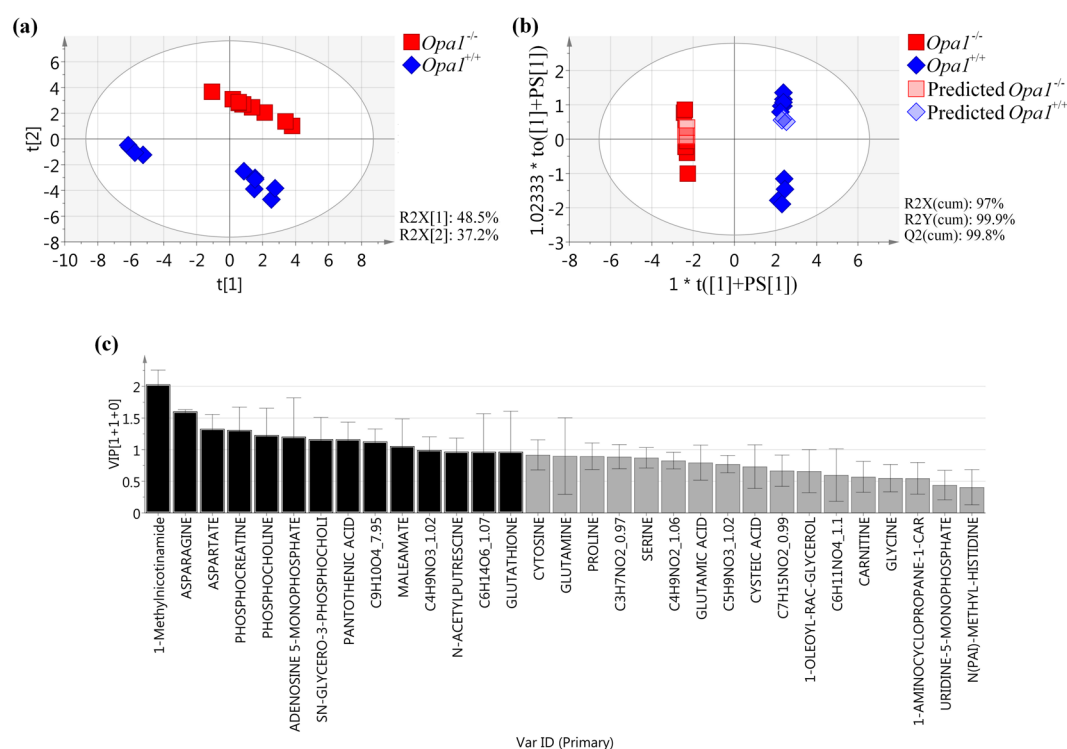 (a)
Opa1-/-
Opa1+/+
6
4
2
0
-2
-4
-6
-8
t[2]
-10 -8 -6 -4 -2 0 2 4 6 8 10
t[1]
R2X[1]: 48.5%
R2X[2]: 37.2%
(b)
Opa1-/-
Opa1+/+
Predicted Opa1-/-
Predicted Opa1+/+
2
1
0
-1
-2
-3
1.02333 * to([1]+PS[1])
-8 -6 -4 -2 0 2 4 6
1 * t([1]+PS[1])
R2X(cum): 97%
R2Y(cum): 99.9%
Q2(cum): 99.8%
(c)
2
1.5
1
0.5
0
VIP[1+1+0]
1-Methylnicotinamide
ASPARAGINE
ASPARTATE
PHOSPHOCREATINE
PHOSPHOCHOLINE
ADENOSINE 5-MONOPHOSPHATE
SN-GLYCERO-3-PHOSPHOCHOLI
PANTOTHENIC ACID
C9H10O4_7.95
MALEAMATE
C4H9NO3_1.02
N-ACETYLPUTRESCINE
C6H14O6_1.07
GLUTATHIONE
CYTOSINE
GLUTAMINE
PROLINE
C3H7NO2_0.97
SERINE
C4H9NO2_1.06
GLUTAMIC ACID
C5H9NO3_1.02
CYSTEIC ACID
C7H15NO2_0.99
1-OLEOYL-RAC-GLYCEROL
C6H11NO4_1.1
CARNITINE
GLYCINE
1-AMINOCYCLOPROPANE-1-CAR
URIDINE-5-MONOPHOSPHATE
N(PAI)-METHYL-HISTIDINE
Var ID (Primary)